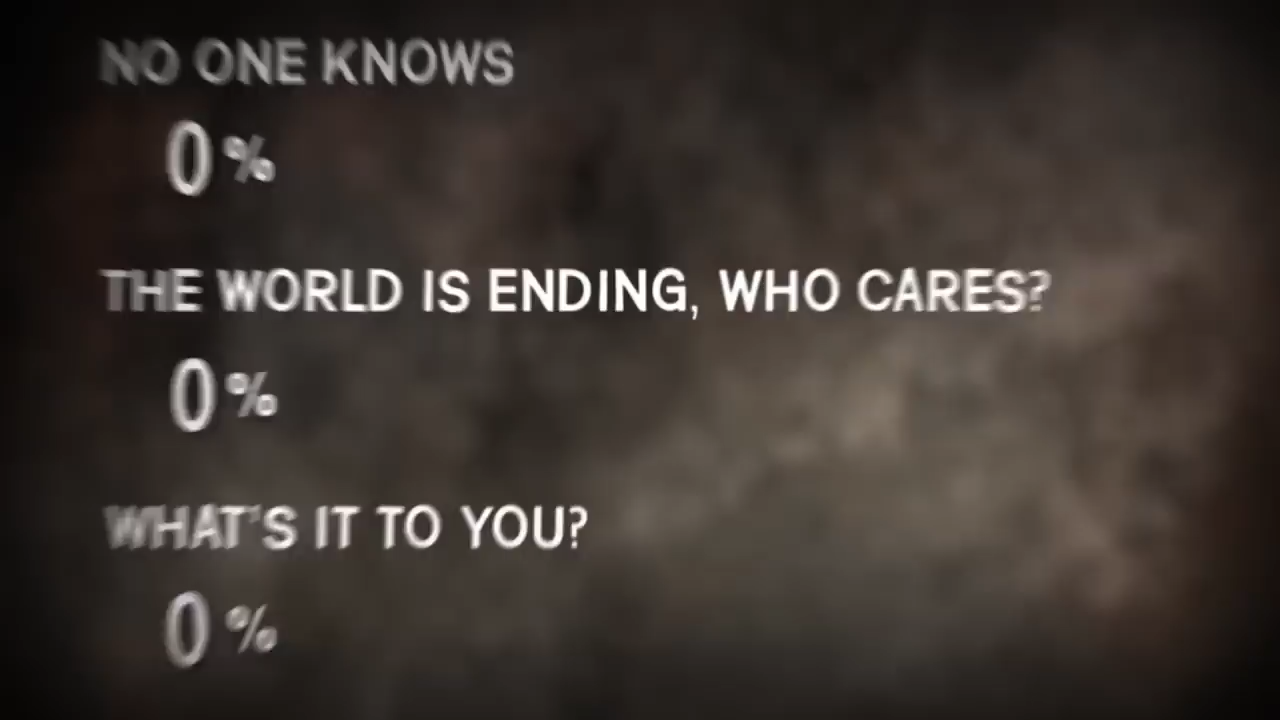 NO ONE KNOWS
0%
THE WORLD IS ENDING, WHO CARES?
0%
WHAT'S IT TO YOU?
0%